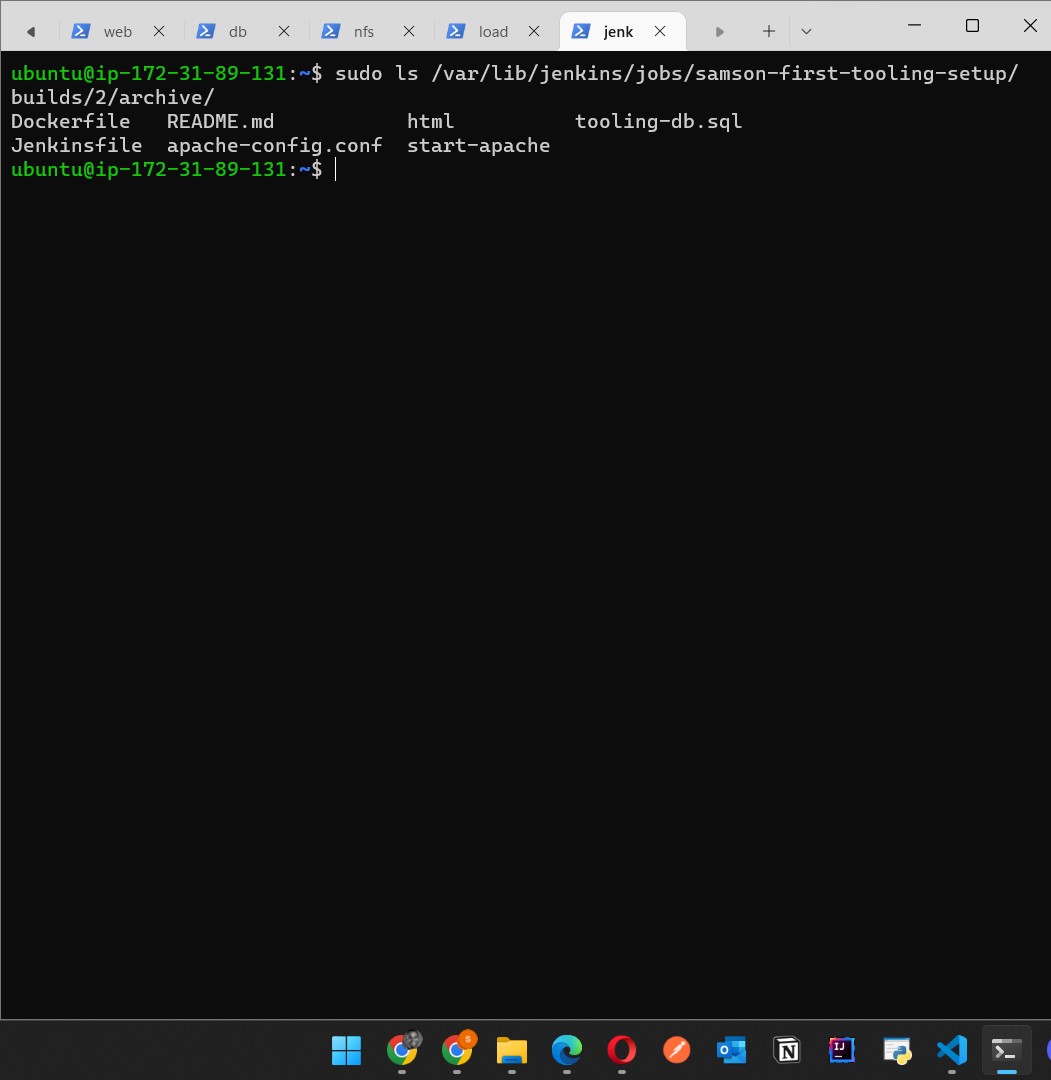 web db nfs load jenk
ubuntu@ip-172-31-89-131:~$ sudo ls /var/lib/jenkins/jobs/samson-first-tooling-setup/
builds/2/archive/
Dockerfile   README.md           html          tooling-db.sql
Jenkinsfile  apache-config.conf  start-apache
ubuntu@ip-172-31-89-131:~$